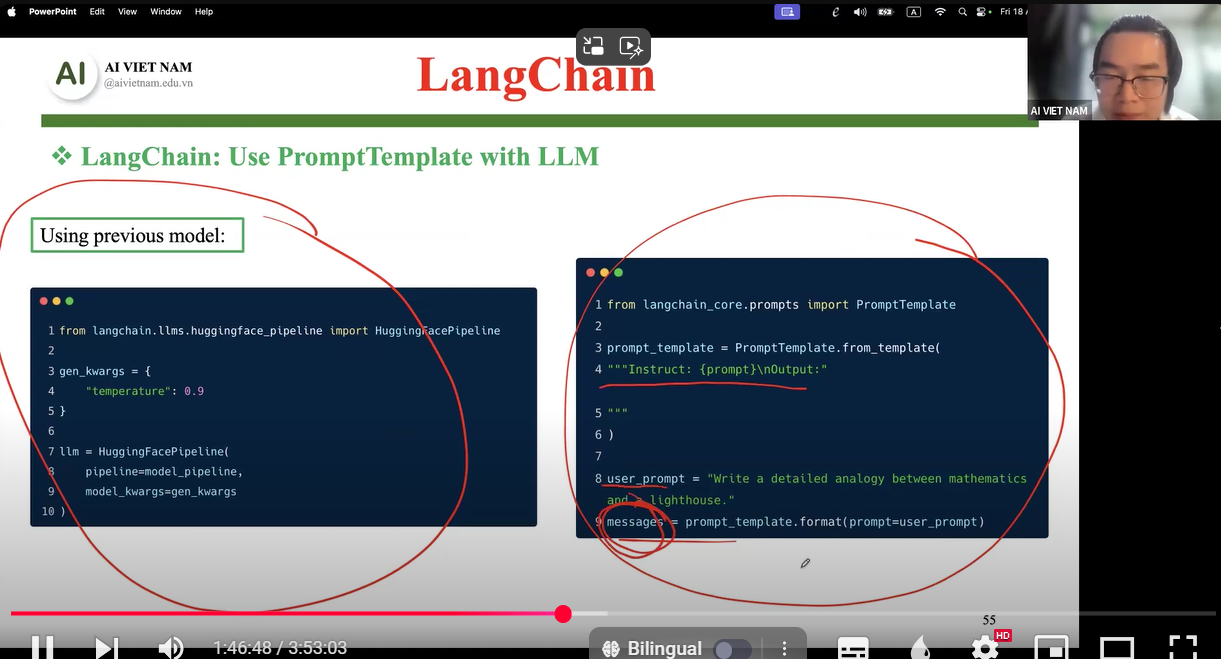 PowerPoint Edit View Window Help
A
Fri 18
AI
AI VIET NAM
@aivietnam.edu.vn
LangChain
AI VIET NAM
❖ LangChain: Use PromptTemplate with LLM
Using previous model:
1 from langchain.llms.huggingface_pipeline import HuggingFacePipeline
2
3 gen_kwargs = {
4     "temperature": 0.9
5 }
6
7 llm = HuggingFacePipeline(
8     pipeline=model_pipeline,
9     model_kwargs=gen_kwargs
10 )
1 from langchain_core.prompts import PromptTemplate
2
3 prompt_template = PromptTemplate.from_template(
4 """Instruct: {prompt}\nOutput:"
5 """
6 )
7
8 user_prompt = "Write a detailed analogy between mathematics
and a lighthouse."
9 messages = prompt_template.format(prompt=user_prompt)
55
1:46:48 / 3:53:03
Bilingual
HD